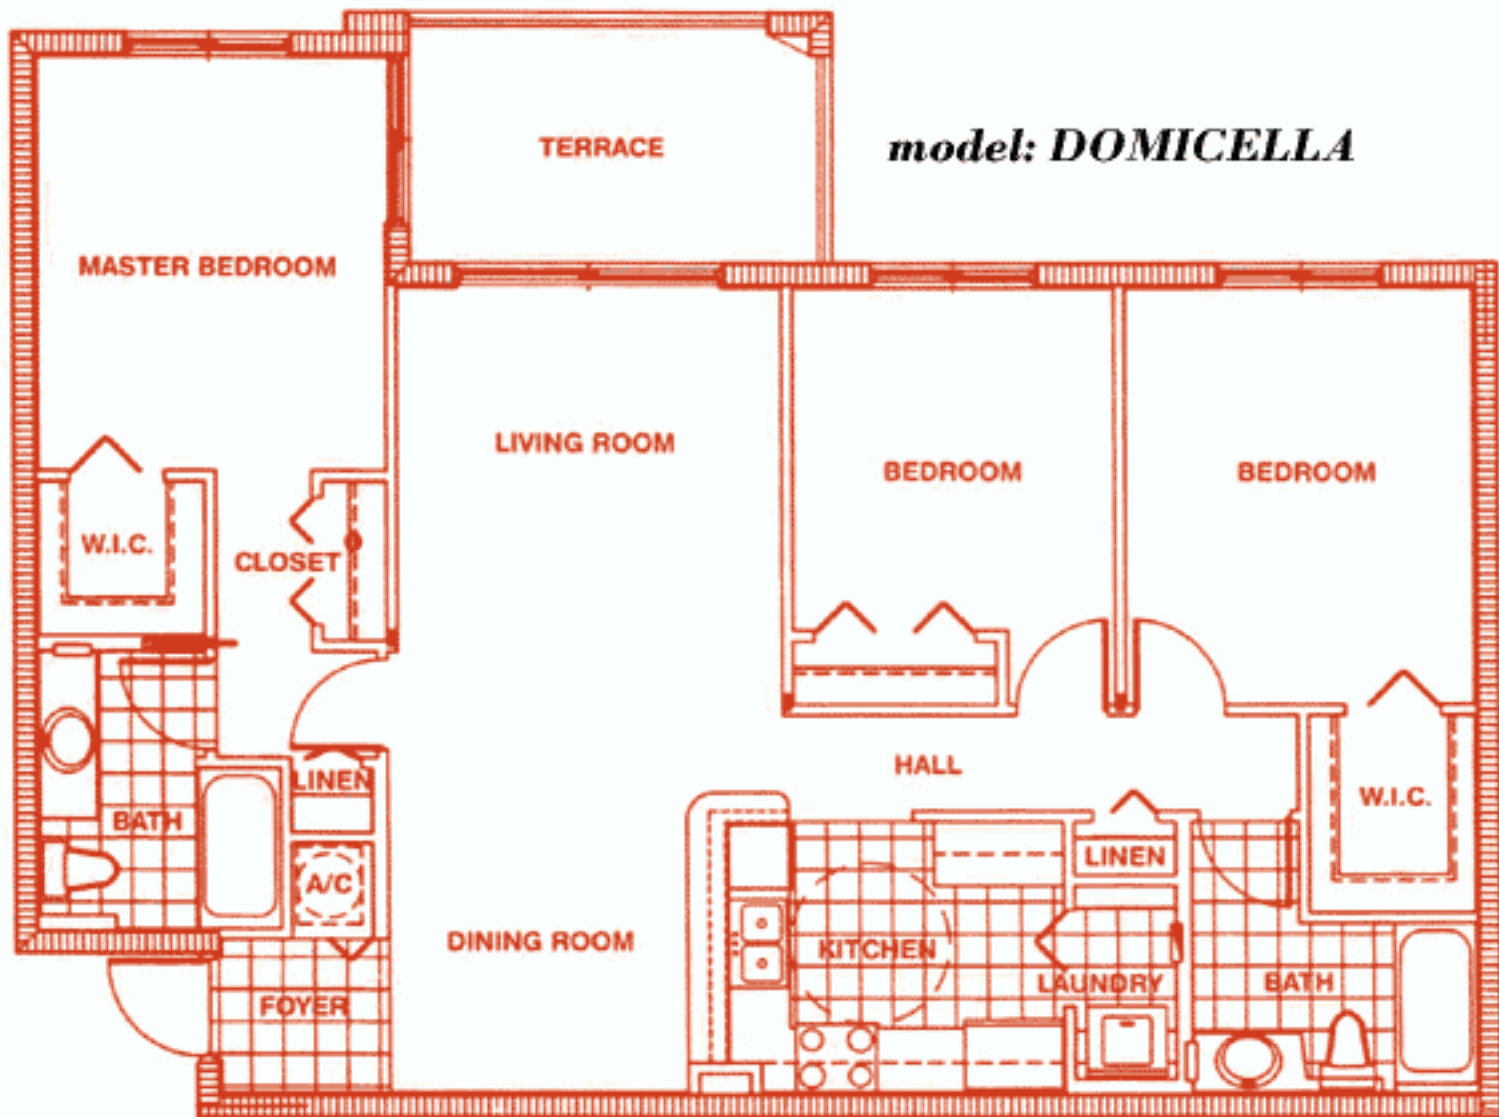 TERRACE
model: DOMICELLA
MASTER BEDROOM
LIVING ROOM
BEDROOM
BEDROOM
W.I.C.
CLOSET
LINEN
HALL
W.I.C.
BATH
LINEN
A/C
DINING ROOM
KITCHEN
LAUNDRY
BATH
FOYER